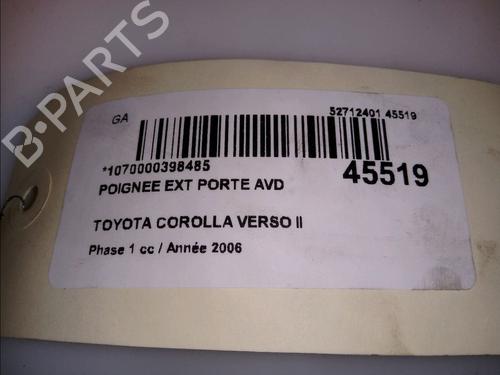 B-PARTS
GA
52712401 45519
*1070000398485
45519
POIGNEE EXT PORTE AVD
TOYOTA COROLLA VERSO II
Phase 1 cc / Année 2006